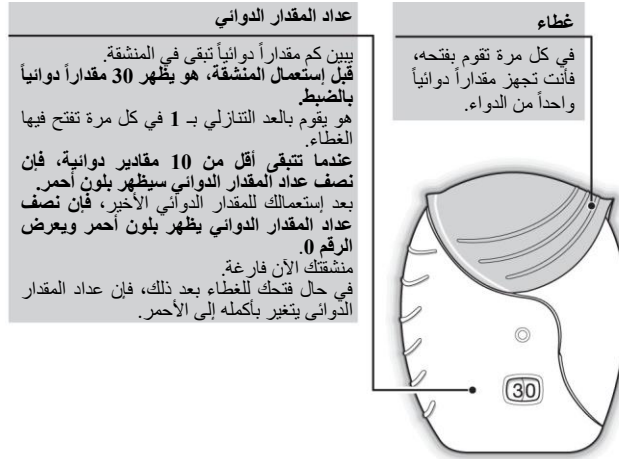 غطاء
في كل مرة تقوم بفتحه،
فأنت تجهز مقداراً دوائياً
واحداً من الدواء.
عداد المقدار الدوائي
يبين كم مقداراً دوائياً تبقى في المنشقة.
قبل إستعمال المنشقة، هو يظهر 30 مقداراً دوائياً
بالضبط.
هو يقوم بالعد التنازلي بـ 1 في كل مرة تفتح فيها
الغطاء.
عندما تتبقى أقل من 10 مقادير دوائية، فإن
نصف عداد المقدار الدوائي سيظهر بلون أحمر.
بعد إستعمالك للمقدار الدوائي الأخير، فإن نصف
عداد المقدار الدوائي يظهر بلون أحمر ويعرض
الرقم 0.
منشقتك الآن فارغة.
في حال فتحك للغطاء بعد ذلك، فإن عداد المقدار
الدوائي يتغير بأكمله إلى الأحمر.
30